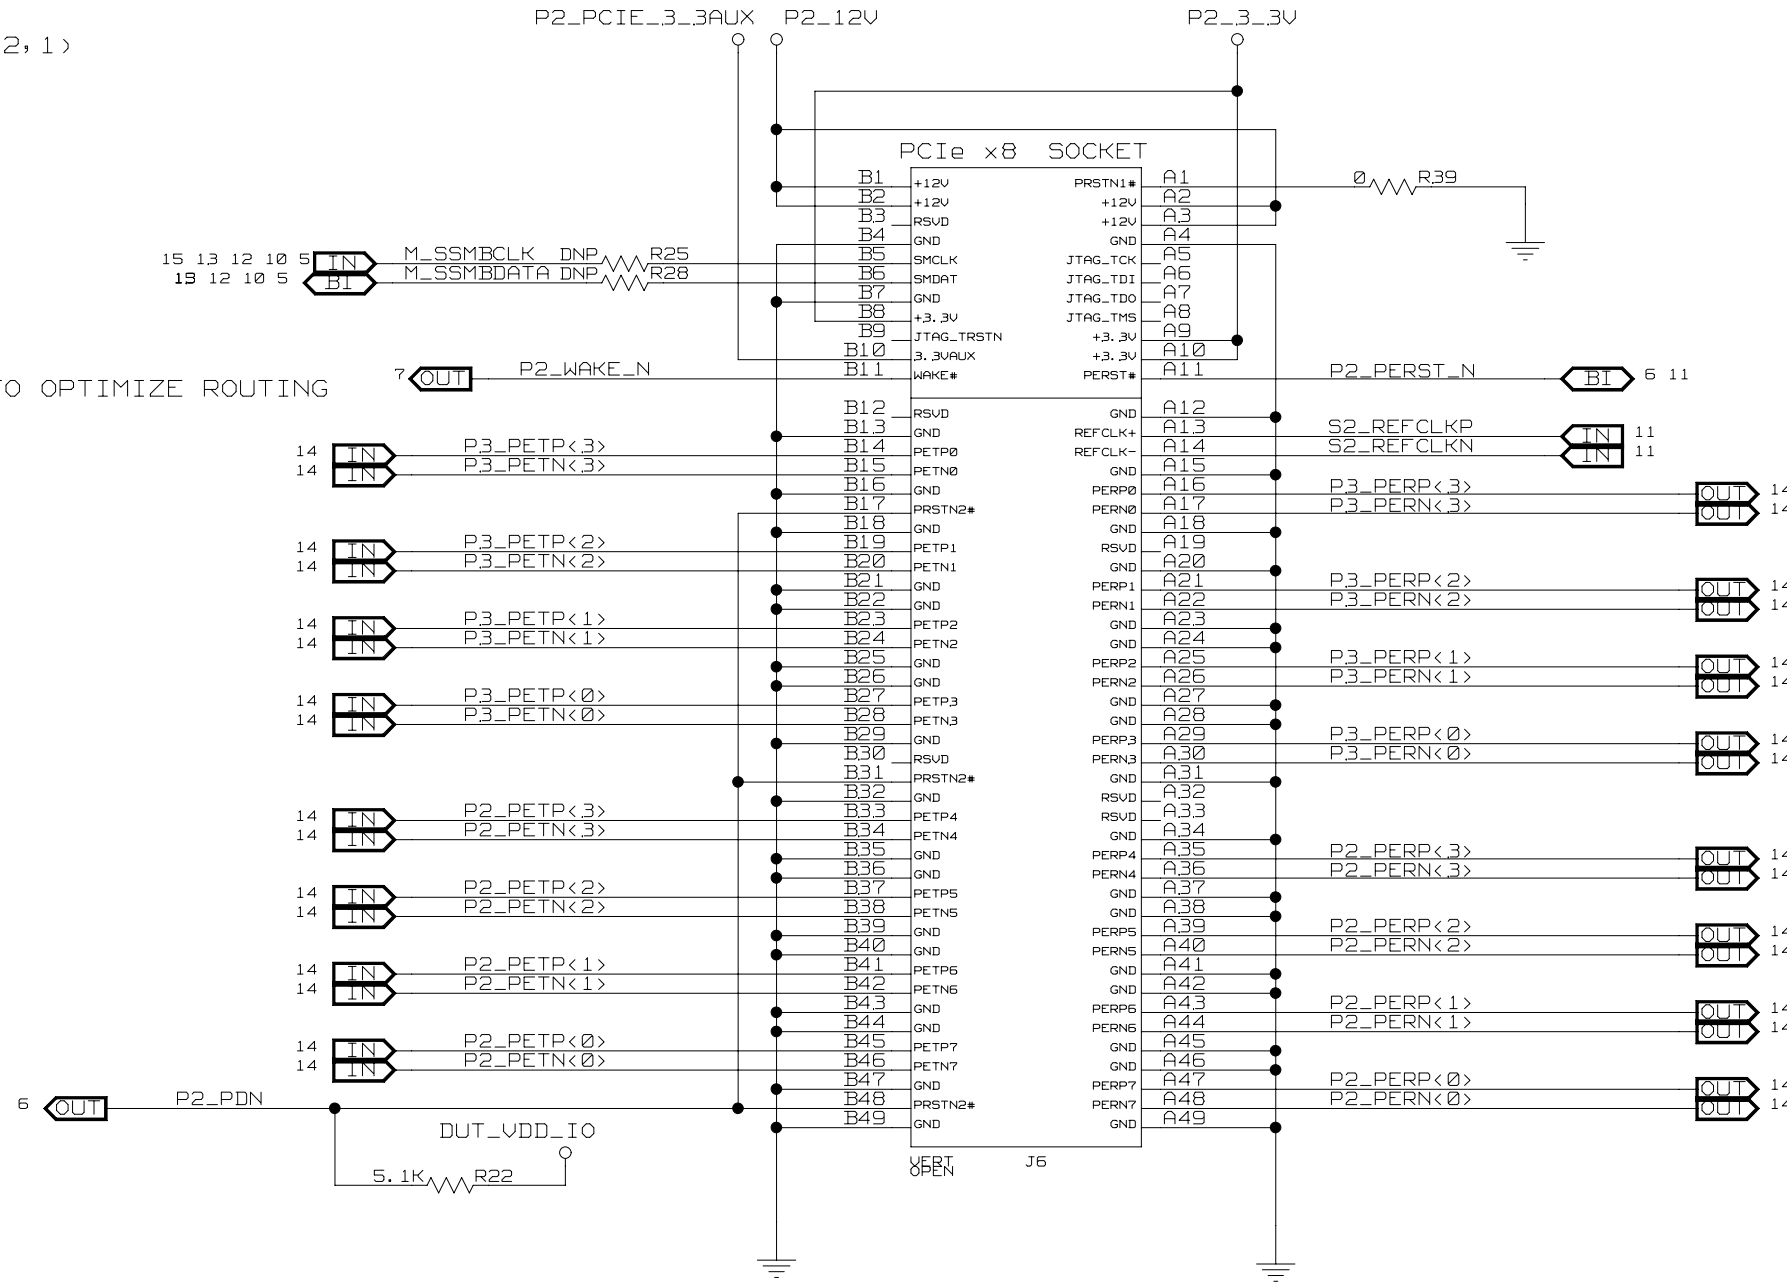 P2_PCIE_3_3AUX P2_12V P2_3_3V
2,1)
PCIe x8 SOCKET
B1 +12V PRSTN1# A1 0 R39
B2 +12V +12V A2
B3 RSVD +12V A3
B4 GND GND A4
15 13 12 10 5 IN M_SSMBCLK DNP R25 B5 SMCLK JTAG_TCK A5
13 12 10 5 BI M_SSMBDATA DNP R28 B6 SMDAT JTAG_TDI A6
B7 GND JTAG_TDO A7
B8 +3.3V JTAG_TMS A8
B9 JTAG_TRSTN +3.3V A9
B10 3.3VAUX +3.3V A10
7 OUT P2_WAKE_N B11 WAKE# PERST# A11 P2_PERST_N BI 6 11
TO OPTIMIZE ROUTING
B12 RSVD GND A12
B13 GND REFCLK+ A13 S2_REFCLKP IN 11
14 IN P3_PETP<3> B14 PETP0 REFCLK- A14 S2_REFCLKN IN 11
14 IN P3_PETN<3> B15 PETN0 GND A15
B16 GND PERP0 A16 P3_PERP<3> OUT 14
B17 PRSTN2# PERN0 A17 P3_PERN<3> OUT 14
B18 GND GND A18
14 IN P3_PETP<2> B19 PETP1 RSVD A19
14 IN P3_PETN<2> B20 PETN1 GND A20
B21 GND PERP1 A21 P3_PERP<2> OUT 14
B22 GND PERN1 A22 P3_PERN<2> OUT 14
14 IN P3_PETP<1> B23 PETP2 GND A23
14 IN P3_PETN<1> B24 PETN2 GND A24
B25 GND PERP2 A25 P3_PERP<1> OUT 14
B26 GND PERN2 A26 P3_PERN<1> OUT 14
14 IN P3_PETP<0> B27 PETP3 GND A27
14 IN P3_PETN<0> B28 PETN3 GND A28
B29 GND PERP3 A29 P3_PERP<0> OUT 14
B30 RSVD PERN3 A30 P3_PERN<0> OUT 14
B31 PRSTN2# GND A31
B32 GND RSVD A32
14 IN P2_PETP<3> B33 PETP4 RSVD A33
14 IN P2_PETN<3> B34 PETN4 GND A34
B35 GND PERP4 A35 P2_PERP<3> OUT 14
B36 GND PERN4 A36 P2_PERN<3> OUT 14
14 IN P2_PETP<2> B37 PETP5 GND A37
14 IN P2_PETN<2> B38 PETN5 GND A38
B39 GND PERP5 A39 P2_PERP<2> OUT 14
B40 GND PERN5 A40 P2_PERN<2> OUT 14
14 IN P2_PETP<1> B41 PETP6 GND A41
14 IN P2_PETN<1> B42 PETN6 GND A42
B43 GND PERP6 A43 P2_PERP<1> OUT 14
B44 GND PERN6 A44 P2_PERN<1> OUT 14
14 IN P2_PETP<0> B45 PETP7 GND A45
14 IN P2_PETN<0> B46 PETN7 GND A46
B47 GND PERP7 A47 P2_PERP<0> OUT 14
6 OUT P2_PDN B48 PRSTN2# PERN7 A48 P2_PERN<0> OUT 14
B49 GND GND A49
DUT_VDD_IO
VERT
OPEN J6
5.1K R22